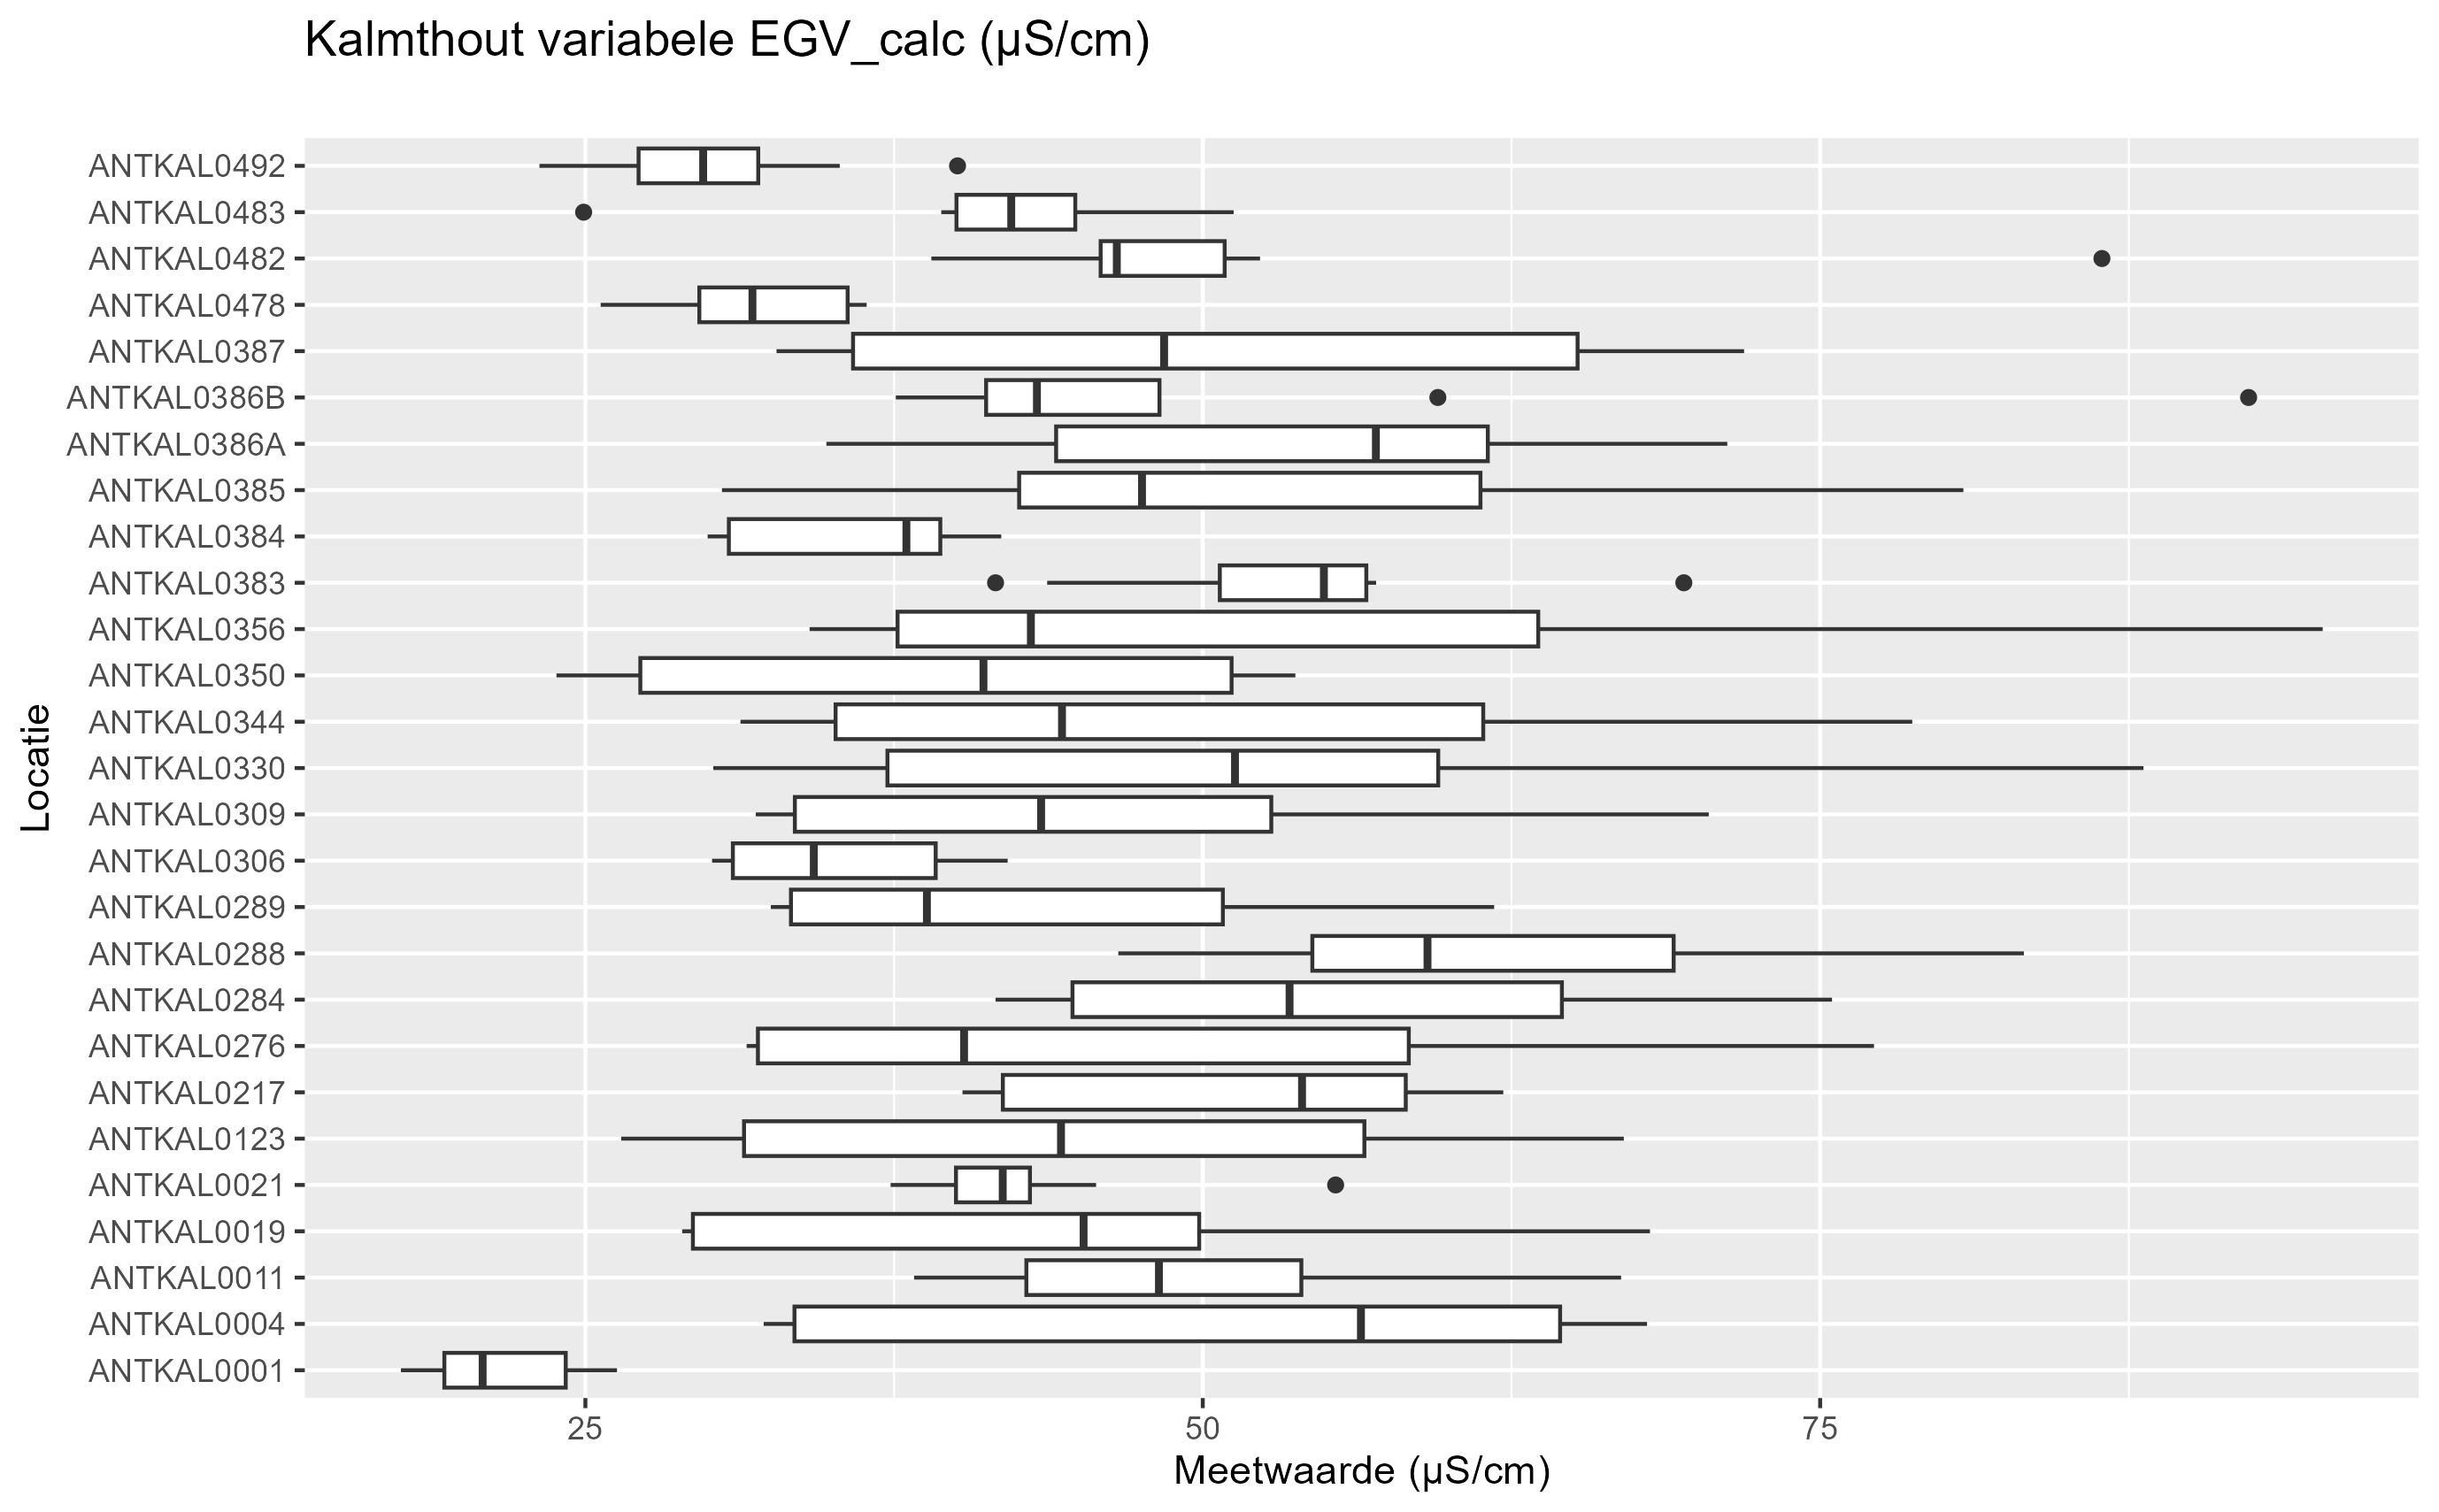 Kalmthout variabele EGV_calc (µS/cm)
ANTKAL0492
ANTKAL0483
ANTKAL0482
ANTKAL0478
ANTKAL0387
ANTKAL0386B
ANTKAL0386A
ANTKAL0385
ANTKAL0384
ANTKAL0383
ANTKAL0356
ANTKAL0350
ANTKAL0344
ANTKAL0330
ANTKAL0309
ANTKAL0306
ANTKAL0289
ANTKAL0288
ANTKAL0284
ANTKAL0276
ANTKAL0217
ANTKAL0123
ANTKAL0021
ANTKAL0019
ANTKAL0011
ANTKAL0004
ANTKAL0001
Locatie
25 50 75
Meetwaarde (µS/cm)